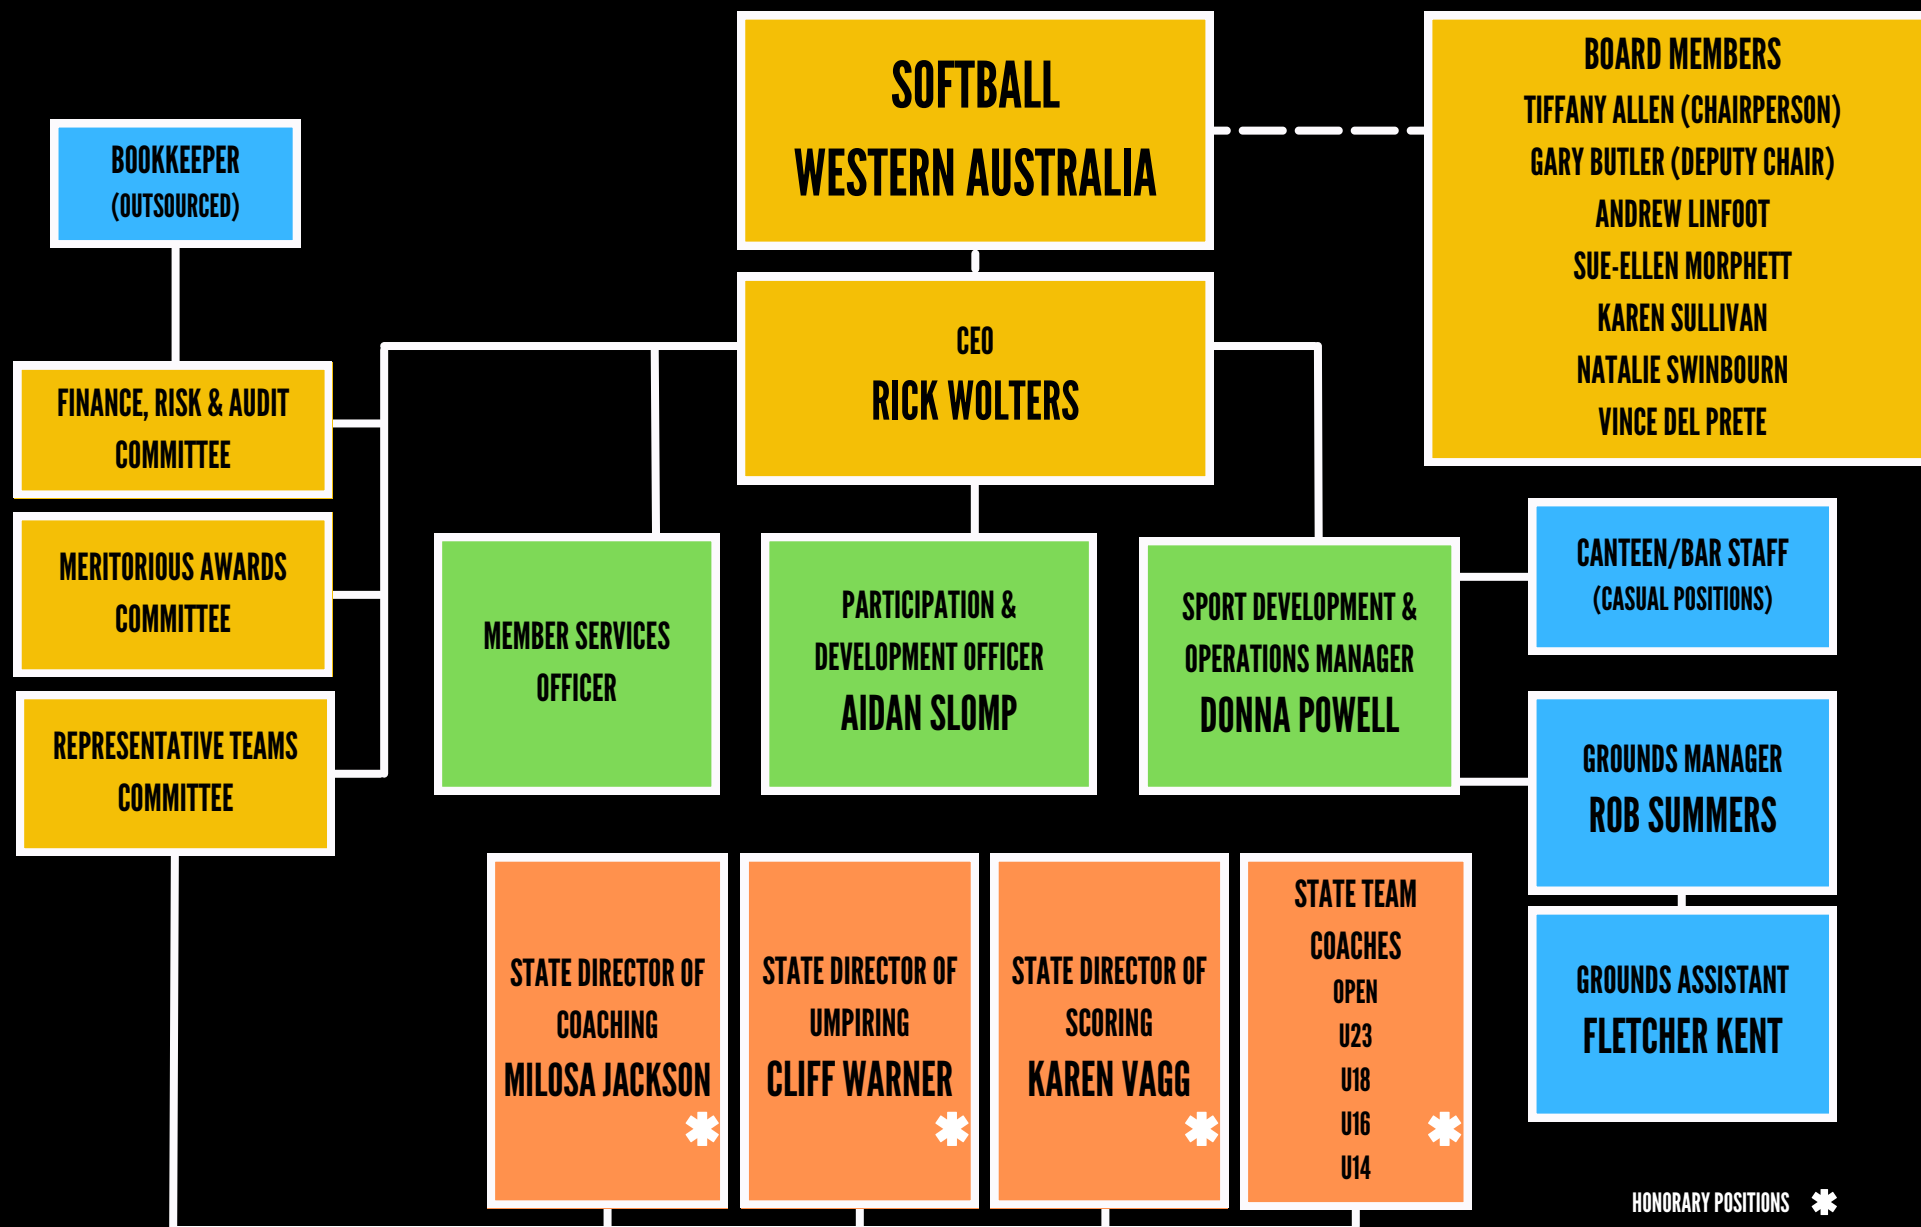 SOFTBALL
WESTERN AUSTRALIA
BOARD MEMBERS
TIFFANY ALLEN (CHAIRPERSON)
GARY BUTLER (DEPUTY CHAIR)
ANDREW LINFOOT
SUE-ELLEN MORPHETT
KAREN SULLIVAN
NATALIE SWINBOURN
VINCE DEL PRETE
BOOKKEEPER
(OUTSOURCED)
CEO
RICK WOLTERS
FINANCE, RISK & AUDIT
COMMITTEE
MERITORIOUS AWARDS
COMMITTEE
REPRESENTATIVE TEAMS
COMMITTEE
MEMBER SERVICES
OFFICER
PARTICIPATION &
DEVELOPMENT OFFICER
AIDAN SLOMP
SPORT DEVELOPMENT &
OPERATIONS MANAGER
DONNA POWELL
CANTEEN/BAR STAFF
(CASUAL POSITIONS)
GROUNDS MANAGER
ROB SUMMERS
GROUNDS ASSISTANT
FLETCHER KENT
STATE DIRECTOR OF
COACHING
MILOSA JACKSON
*
STATE DIRECTOR OF
UMPIRING
CLIFF WARNER
*
STATE DIRECTOR OF
SCORING
KAREN VAGG
*
STATE TEAM
COACHES
OPEN
U23
U18
U16
U14
*
HONORARY POSITIONS *